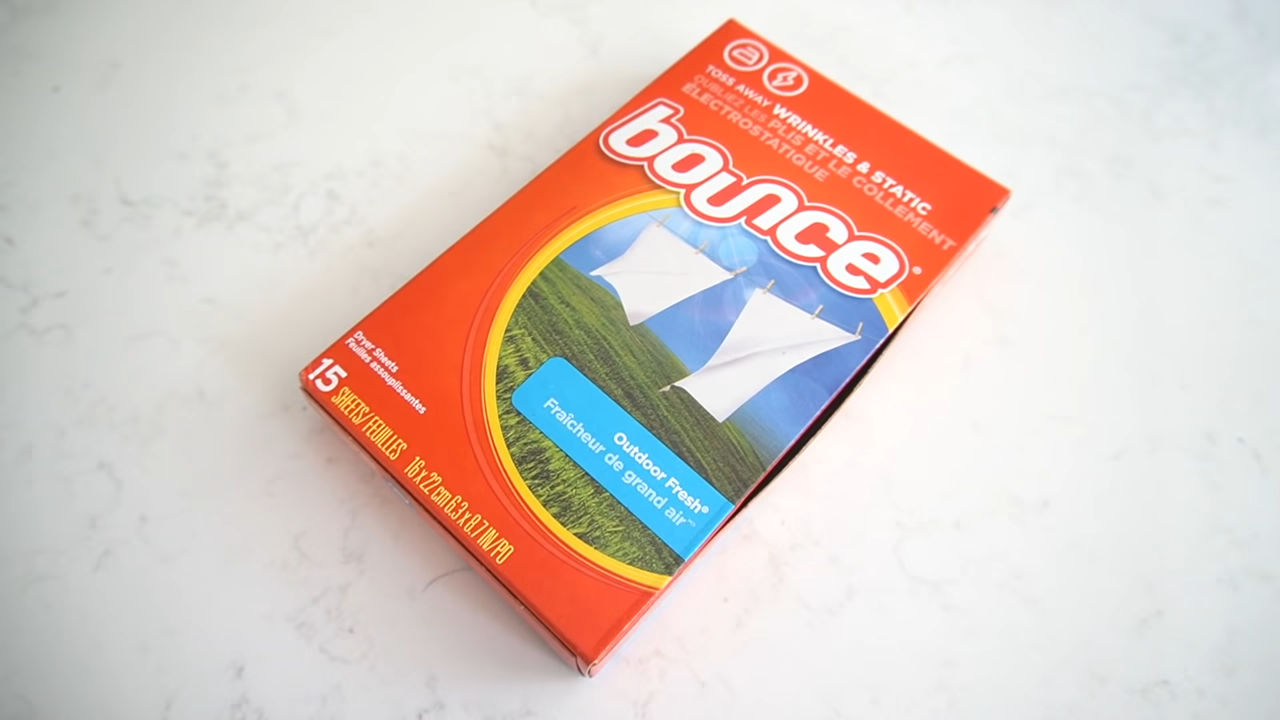 TOSS AWAY WRINKLES & STATIC
OUBLIEZ LES PLIS ET LE COLLEMENT
ÉLECTROSTATIQUE
bounce®
Outdoor Fresh®
Fraîcheur de grand air™ᴹᶜ
Dryer Sheets
Feuilles assouplissantes
15 SHEETS/FEUILLES 16 x 22 cm 6.3 x 8.7 IN/PO